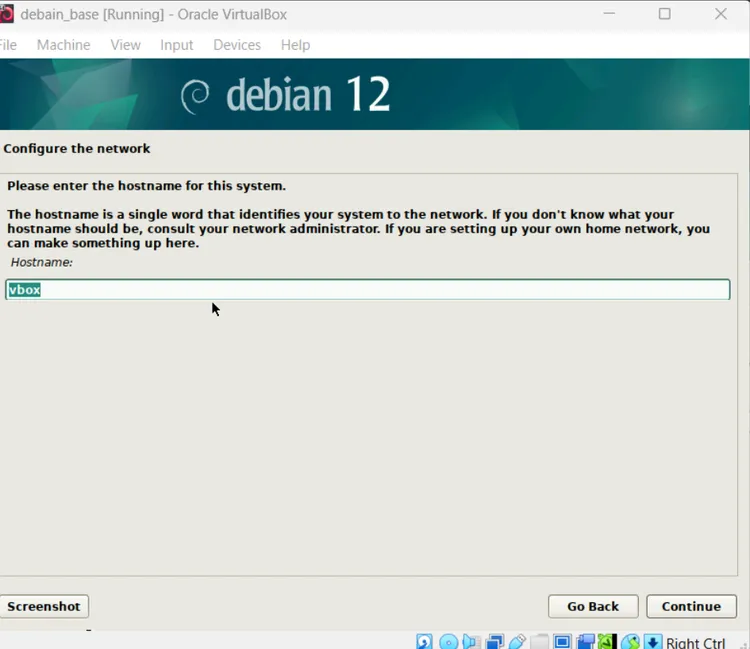 debain_base [Running] - Oracle VirtualBox
File Machine View Input Devices Help
debian 12
Configure the network
Please enter the hostname for this system.
The hostname is a single word that identifies your system to the network. If you don't know what your
hostname should be, consult your network administrator. If you are setting up your own home network, you
can make something up here.
Hostname:
vbox
Screenshot
Go Back Continue
Right Ctrl